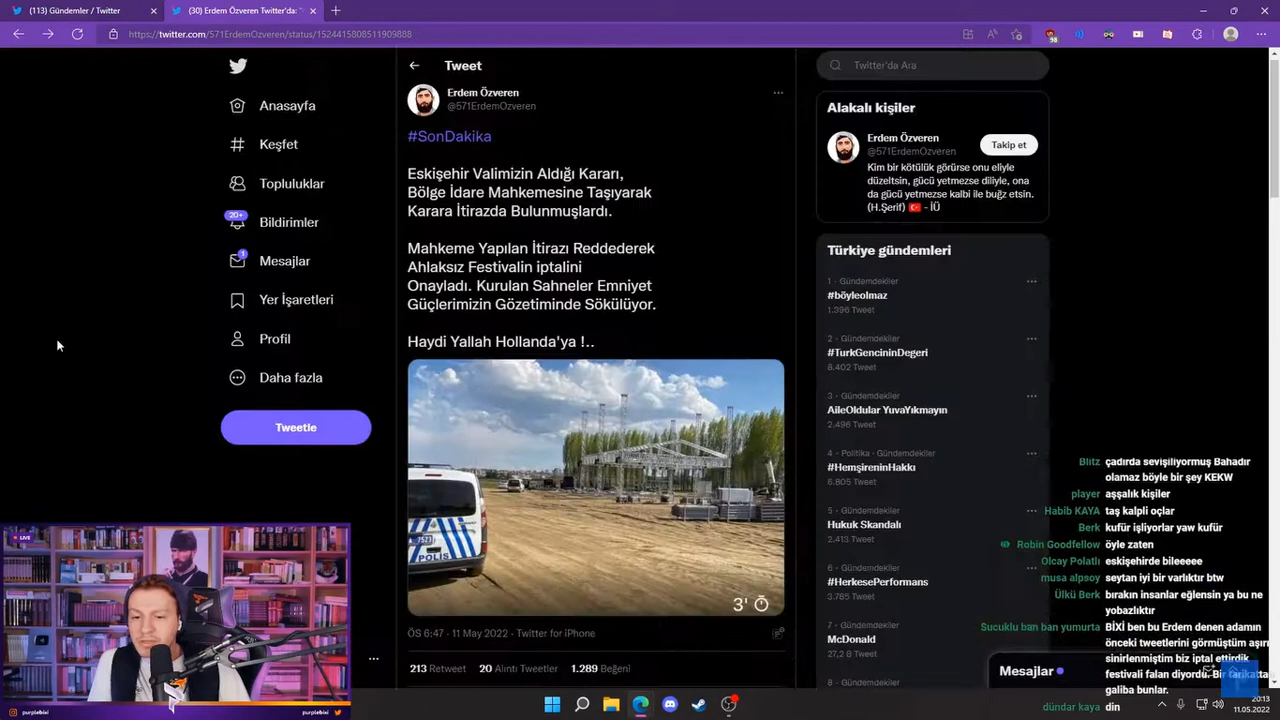 (113) Gündemler / Twitter
(30) Erdem Özveren Twitter'da: "
https://twitter.com/571ErdemOzveren/status/1524415808511909888
98
Anasayfa
Keşfet
Topluluklar
20+
Bildirimler
1
Mesajlar
Yer İşaretleri
Profil
Daha fazla
Tweetle
Tweet
Erdem Özveren
@571ErdemOzveren
#SonDakika
Eskişehir Valimizin Aldığı Kararı,
Bölge İdare Mahkemesine Taşıyarak
Karara İtirazda Bulunmuşlardı.
Mahkeme Yapılan İtirazı Reddederek
Ahlaksız Festivalin iptalini
Onayladı. Kurulan Sahneler Emniyet
Güçlerimizin Gözetiminde Sökülüyor.
Haydi Yallah Hollanda'ya !..
7523
POLİS
3'
ÖS 6:47 · 11 May 2022 · Twitter for iPhone
213 Retweet 20 Alıntı Tweetler 1.289 Beğeni
Twitter'da Ara
Alakalı kişiler
Erdem Özveren
@571ErdemOzveren
Takip et
Kim bir kötülük görürse onu eliyle
düzeltsin, gücü yetmezse diliyle, ona
da gücü yetmezse kalbi ile buğz etsin.
(H.Şerif) 🇹🇷 - İÜ
Türkiye gündemleri
1 · Gündemdekiler
#böyleolmaz
1.396 Tweet
2 · Gündemdekiler
#TurkGencininDegeri
8.402 Tweet
3 · Gündemdekiler
AileOldular YuvaYıkmayın
2.496 Tweet
4 · Politika · Gündemdekiler
#HemşireninHakkı
6.805 Tweet
5 · Gündemdekiler
Hukuk Skandalı
2.413 Tweet
6 · Gündemdekiler
#HerkesePerformans
3.785 Tweet
7 · Gündemdekiler
McDonald
27,2 B Tweet
8 · Gündemdekiler
Mesajlar
Blitz çadırda sevişiliyormuş Bahadır
olamaz böyle bir şey KEKW
player aşşalık kişiler
Habib KAYA taş kalpli oçlar
Berk kufür işliyorlar yaw kufür
Robin Goodfellow öyle zaten
Olcay Polatlı eskişehirde bileeeee
musa alpsoy seytan iyi bir varlıktır btw
Ülkü Berk bırakın insanlar eğlensin ya bu ne
yobazlıktır
Sucuklu ban ban yumurta BİXİ ben bu Erdem denen adamın
önceki tweetlerini görmüştüm aşırı
sinirlenmiştim biz iptal ettirdik
festivali falan diyordu. Bir tarikatta
galiba bunlar.
dündar kaya din
LIVE
purplebixi
purplebixi
20:13
11.05.2022